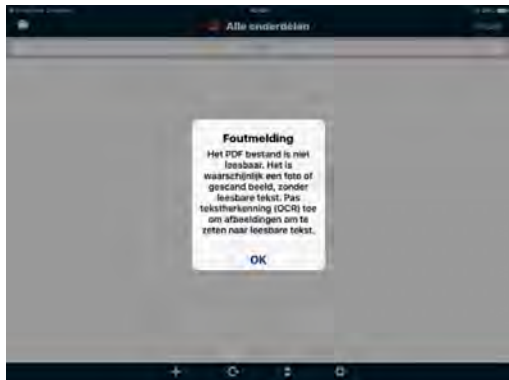 Alle onderdelen
Foutmelding
Het PDF bestand is niet
leesbaar. Het is
waarschijnlijk een foto of
gescand beeld, zonder
leesbare tekst. Pas
tekstherkenning (OCR) toe
om afbeeldingen om te
zeten naar leesbare tekst.
OK